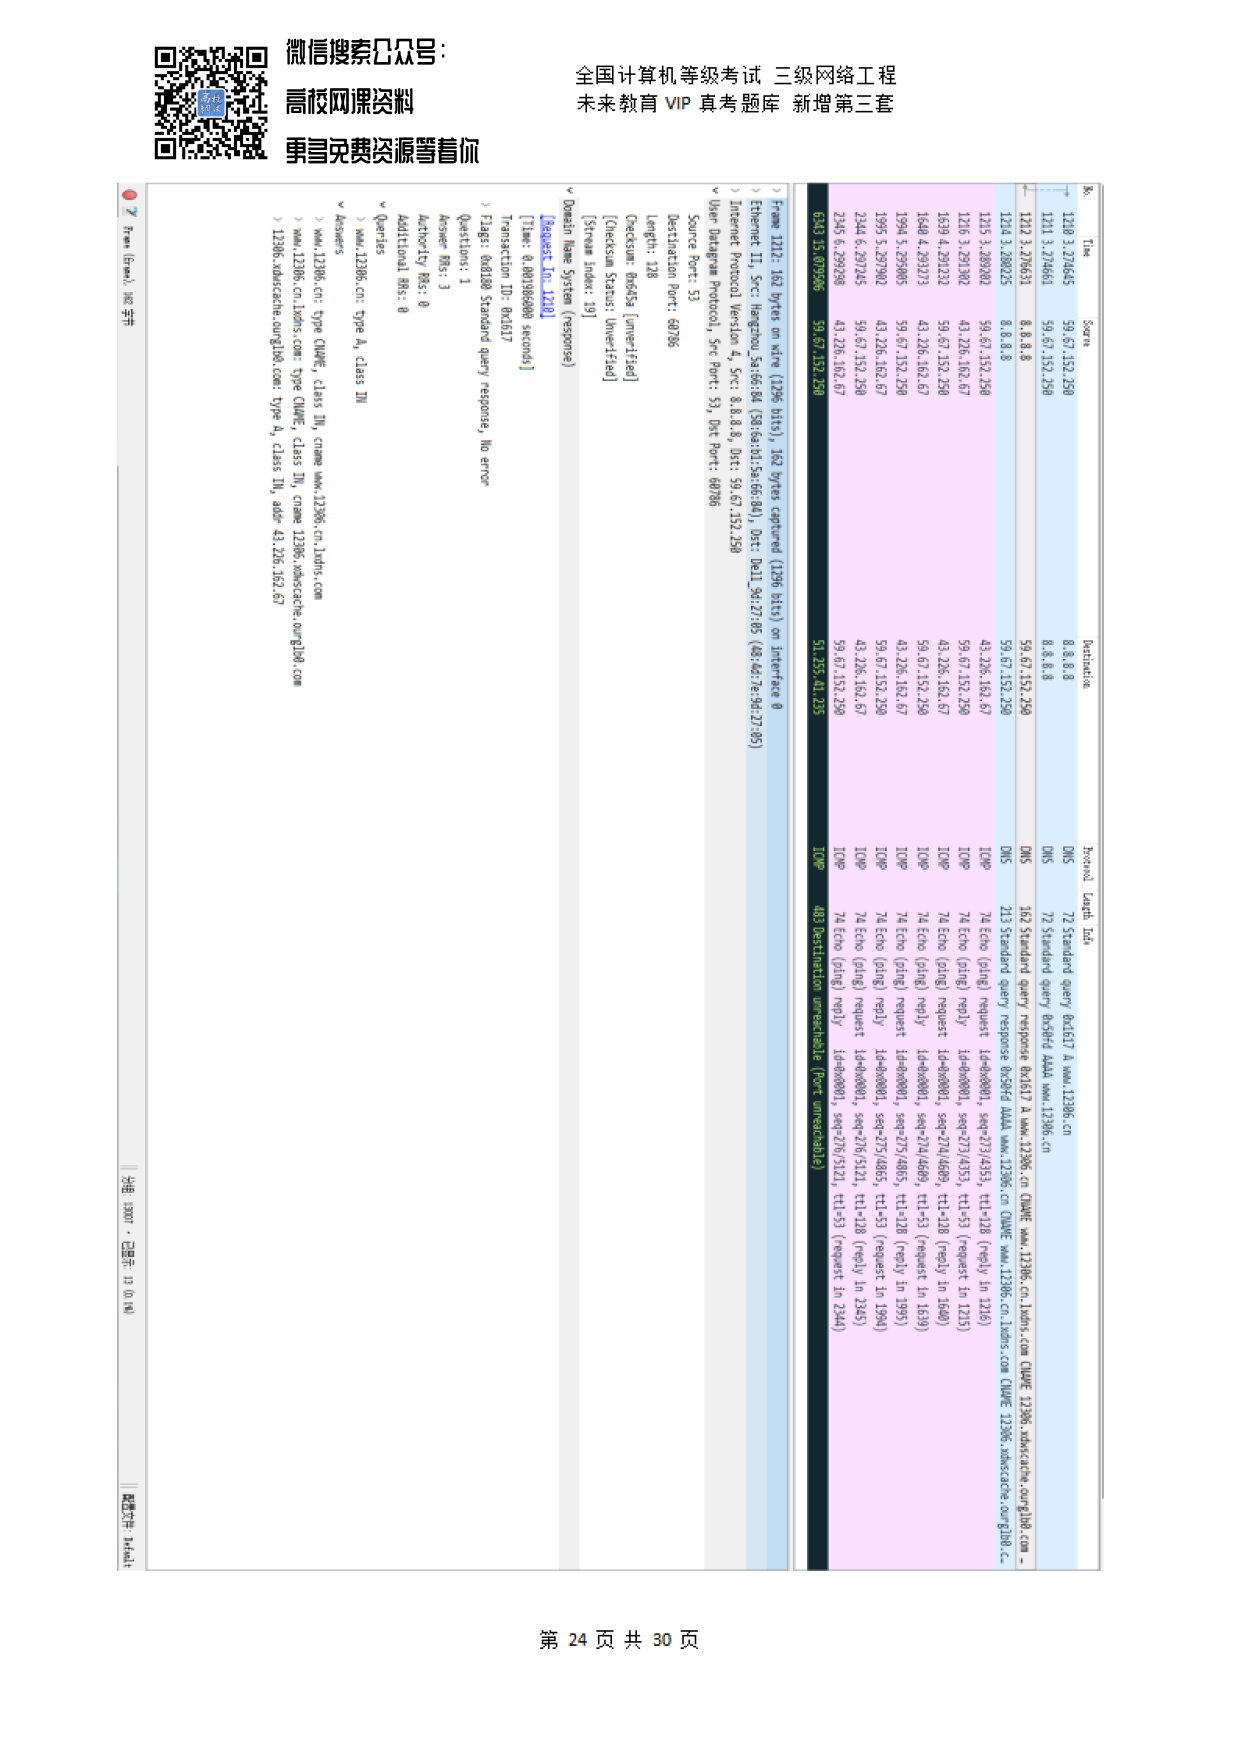 微信搜索公众号：
高校网课资料
更多免费资源等着你
高校
网课
全国计算机等级考试 三级网络工程
未来教育 VIP 真考题库 新增第三套
No. Time Source Destination Protocol Length Info
1210 3.274645 59.67.152.250 8.8.8.8 DNS 72 Standard query 0x1617 A www.12306.cn
1211 3.274661 59.67.152.250 8.8.8.8 DNS 72 Standard query 0x50fd AAAA www.12306.cn
1212 3.276631 8.8.8.8 59.67.152.250 DNS 162 Standard query response 0x1617 A www.12306.cn CNAME www.12306.cn.lxdns.com CNAME 12306.xdwscache.ourglb0.com …
1214 3.280225 8.8.8.8 59.67.152.250 DNS 213 Standard query response 0x50fd AAAA www.12306.cn CNAME www.12306.cn.lxdns.com CNAME 12306.xdwscache.ourglb0.c…
1215 3.289202 59.67.152.250 43.226.162.67 ICMP 74 Echo (ping) request id=0x0001, seq=273/4353, ttl=128 (reply in 1216)
1216 3.291302 43.226.162.67 59.67.152.250 ICMP 74 Echo (ping) reply id=0x0001, seq=273/4353, ttl=53 (request in 1215)
1639 4.291232 59.67.152.250 43.226.162.67 ICMP 74 Echo (ping) request id=0x0001, seq=274/4609, ttl=128 (reply in 1640)
1640 4.293273 43.226.162.67 59.67.152.250 ICMP 74 Echo (ping) reply id=0x0001, seq=274/4609, ttl=53 (request in 1639)
1994 5.295005 59.67.152.250 43.226.162.67 ICMP 74 Echo (ping) request id=0x0001, seq=275/4865, ttl=128 (reply in 1995)
1995 5.297902 43.226.162.67 59.67.152.250 ICMP 74 Echo (ping) reply id=0x0001, seq=275/4865, ttl=53 (request in 1994)
2344 6.297245 59.67.152.250 43.226.162.67 ICMP 74 Echo (ping) request id=0x0001, seq=276/5121, ttl=128 (reply in 2345)
2345 6.299298 43.226.162.67 59.67.152.250 ICMP 74 Echo (ping) reply id=0x0001, seq=276/5121, ttl=53 (request in 2344)
6343 15.079506 59.67.152.250 51.255.41.235 ICMP 483 Destination unreachable (Port unreachable)
Frame 1212: 162 bytes on wire (1296 bits), 162 bytes captured (1296 bits) on interface 0
Ethernet II, Src: Hangzhou_5a:66:84 (58:6a:b1:5a:66:84), Dst: Dell_9d:27:05 (48:4d:7e:9d:27:05)
Internet Protocol Version 4, Src: 8.8.8.8, Dst: 59.67.152.250
User Datagram Protocol, Src Port: 53, Dst Port: 60786
Source Port: 53
Destination Port: 60786
Length: 128
Checksum: 0x645a [unverified]
[Checksum Status: Unverified]
[Stream index: 19]
Domain Name System (response)
[Request In: 1210]
[Time: 0.001986000 seconds]
Transaction ID: 0x1617
Flags: 0x8180 Standard query response, No error
Questions: 1
Answer RRs: 3
Authority RRs: 0
Additional RRs: 0
Queries
www.12306.cn: type A, class IN
Answers
www.12306.cn: type CNAME, class IN, cname www.12306.cn.lxdns.com
www.12306.cn.lxdns.com: type CNAME, class IN, cname 12306.xdwscache.ourglb0.com
12306.xdwscache.ourglb0.com: type A, class IN, addr 43.226.162.67
Frame (frame), 162 字节 分组: 13007 · 已显示: 13 (0.1%) 配置文件: Default
第 24 页 共 30 页